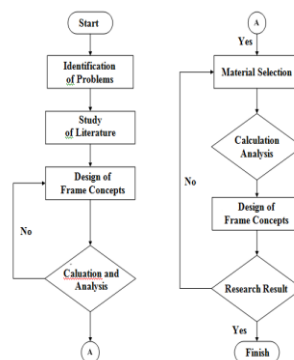 Start
Identification
of Problems
Study
of Literature
Design of
Frame Concepts
No
Caluation and
Analysis
A
A
Yes
Material Selection
Calculation
Analysis
No
Design of
Frame Concepts
Research Result
Yes
Finish